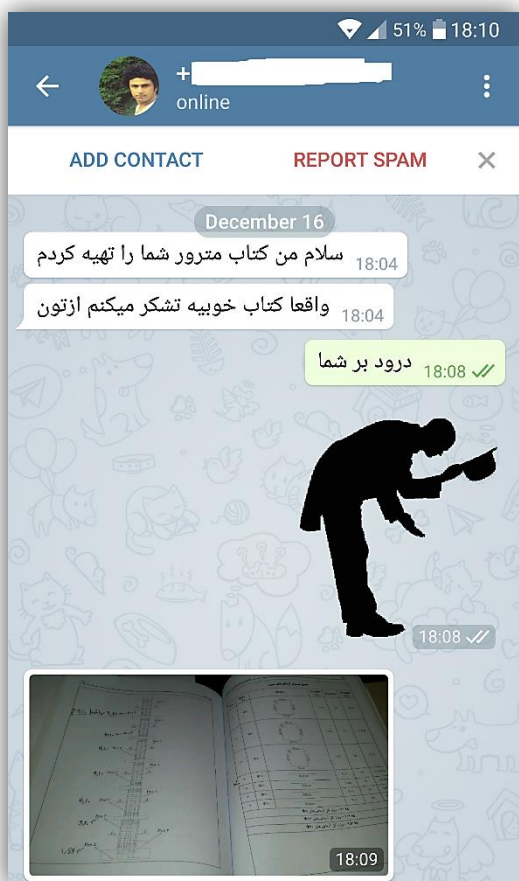 51% 18:10
+
online
ADD CONTACT REPORT SPAM
December 16
سلام من کتاب مترور شما را تهیه کردم 18:04
واقعا کتاب خوبیه تشکر میکنم ازتون 18:04
درود بر شما 18:08
18:08
18:09